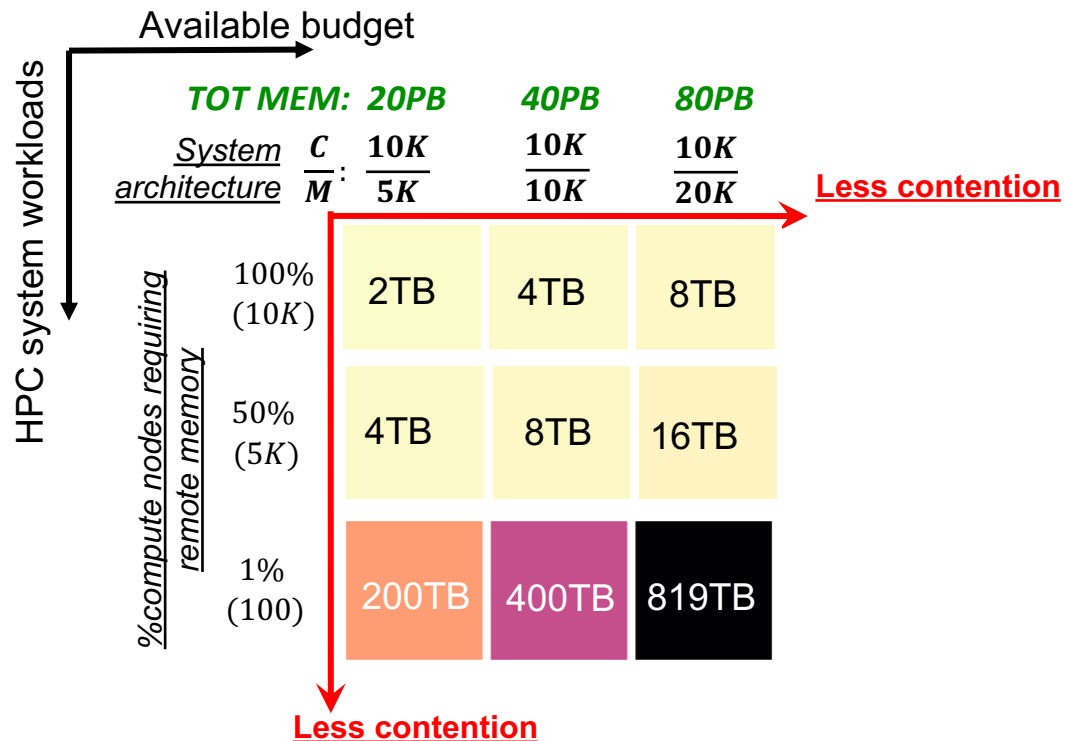 Available budget
HPC system workloads
TOT MEM: 20PB 40PB 80PB
System architecture C/M: 10K/5K 10K/10K 10K/20K
Less contention
%compute nodes requiring
remote memory
100%
(10K)
2TB 4TB 8TB
50%
(5K)
4TB 8TB 16TB
1%
(100)
200TB 400TB 819TB
Less contention